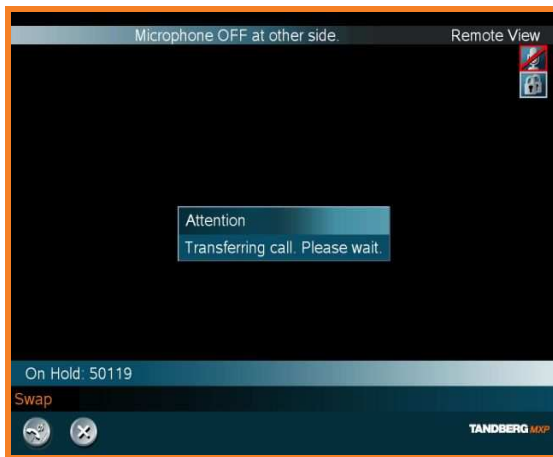 Microphone OFF at other side. Remote View
Attention
Transferring call. Please wait.
On Hold: 50119
Swap
TANDBERG MXP